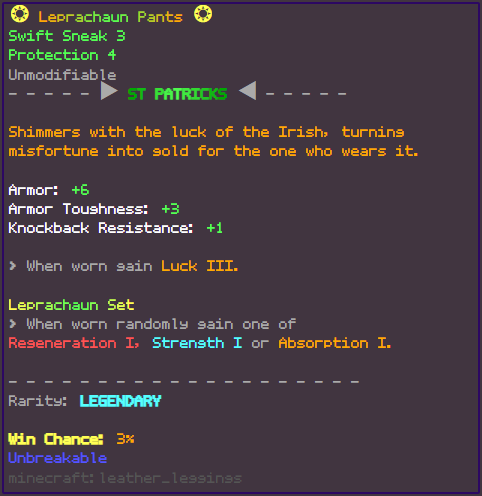 Leprachaun Pants
Swift Sneak 3
Protection 4
Unmodifiable
- - - - - ▶ ST PATRICKS ◀ - - - - -
Shimmers with the luck of the Irish, turning
misfortune into gold for the one who wears it.
Armor: +6
Armor Toughness: +3
Knockback Resistance: +1
> When worn gain Luck III.
Leprachaun Set
> When worn randomly gain one of
Regeneration I, Strength I or Absorption I.
- - - - - - - - - - - - - - - - - - - -
Rarity: LEGENDARY
Win Chance: 3%
Unbreakable
minecraft:leather_leggings